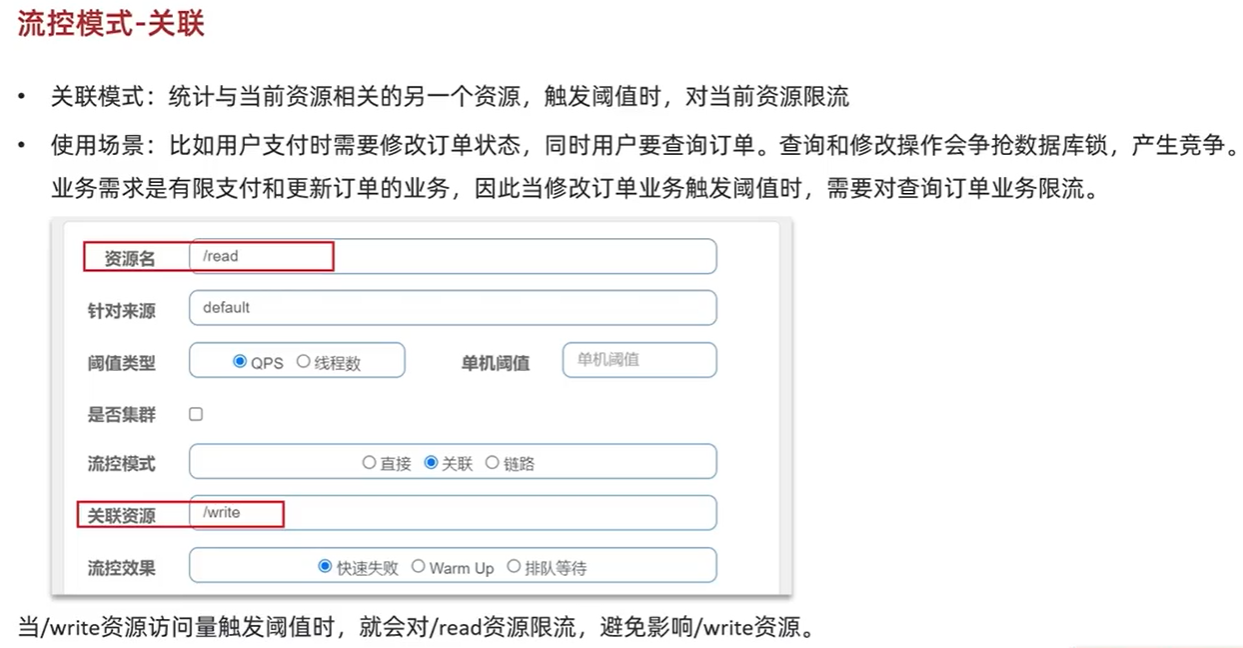 流控模式-关联
• 关联模式：统计与当前资源相关的另一个资源，触发阈值时，对当前资源限流
• 使用场景：比如用户支付时需要修改订单状态，同时用户要查询订单。查询和修改操作会争抢数据库锁，产生竞争。
业务需求是有限支付和更新订单的业务，因此当修改订单业务触发阈值时，需要对查询订单业务限流。
资源名 /read
针对来源 default
阈值类型 QPS 线程数 单机阈值 单机阈值
是否集群
流控模式 直接 关联 链路
关联资源 /write
流控效果 快速失败 Warm Up 排队等待
当/write资源访问量触发阈值时，就会对/read资源限流，避免影响/write资源。